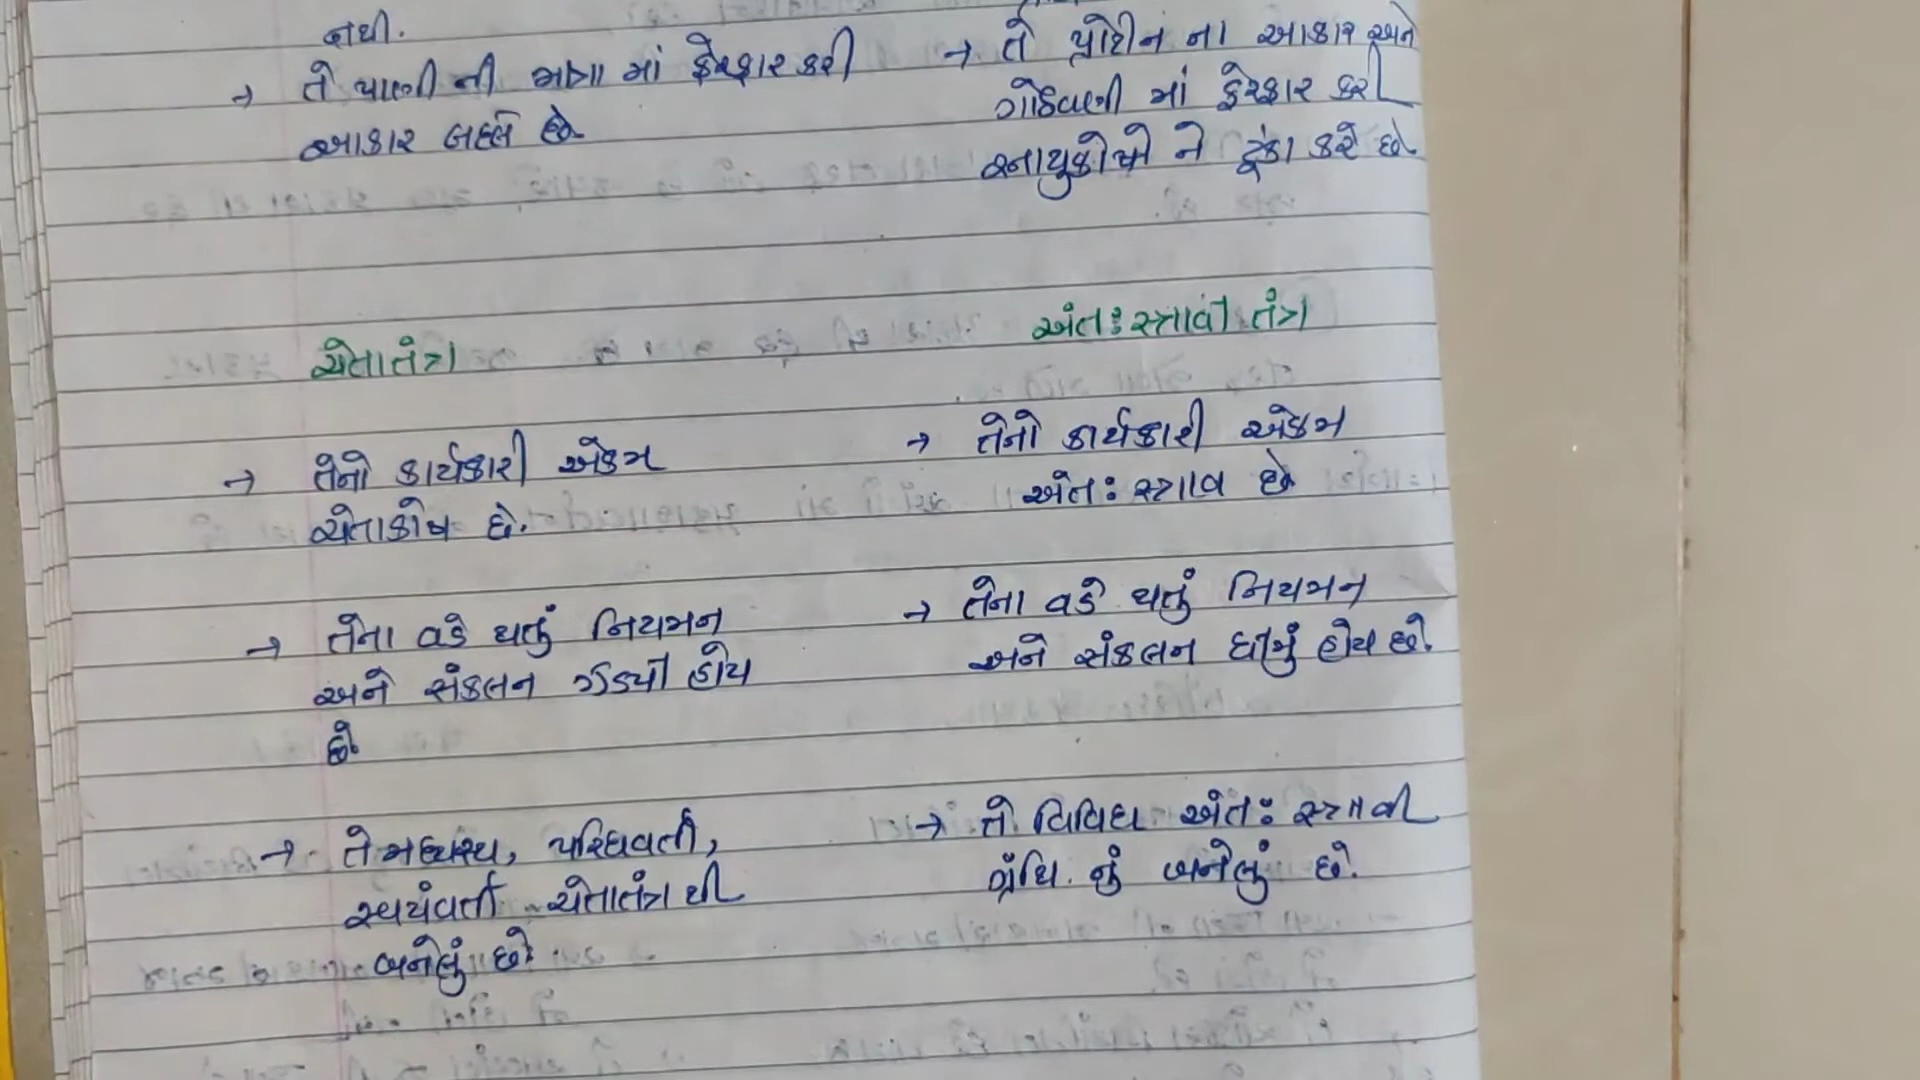 નથી.
→ તે પાણી ની માત્રા માં ફેરફાર કરી
આકાર બદલે છે
→ તે પ્રોટીન ના આકાર અને
ગોઠવણી માં ફેરફાર કરી
સ્નાયુકોષો ને ટૂંકા કરે છે.
ચેતાતંત્ર
→ તેનો કાર્યકારી એકમ
ચેતાકોષ છે.
→ તેના વડે થતું નિયમન
અને સંકલન ઝડપી હોય
છે
→ તે મધ્યસ્થ, પરિધવર્તી,
સ્વયંવર્તી ચેતાતંત્ર થી
બનેલું છે
અંતઃ સ્ત્રાવી તંત્ર
→ તેનો કાર્યકારી એકમ
અંતઃ સ્ત્રાવ છે
→ તેના વડે થતું નિયમન
અને સંકલન ધીમું હોય છે.
→ તે વિવિધ અંતઃ સ્ત્રાવી
ગ્રંથિ નું બનેલું છે.